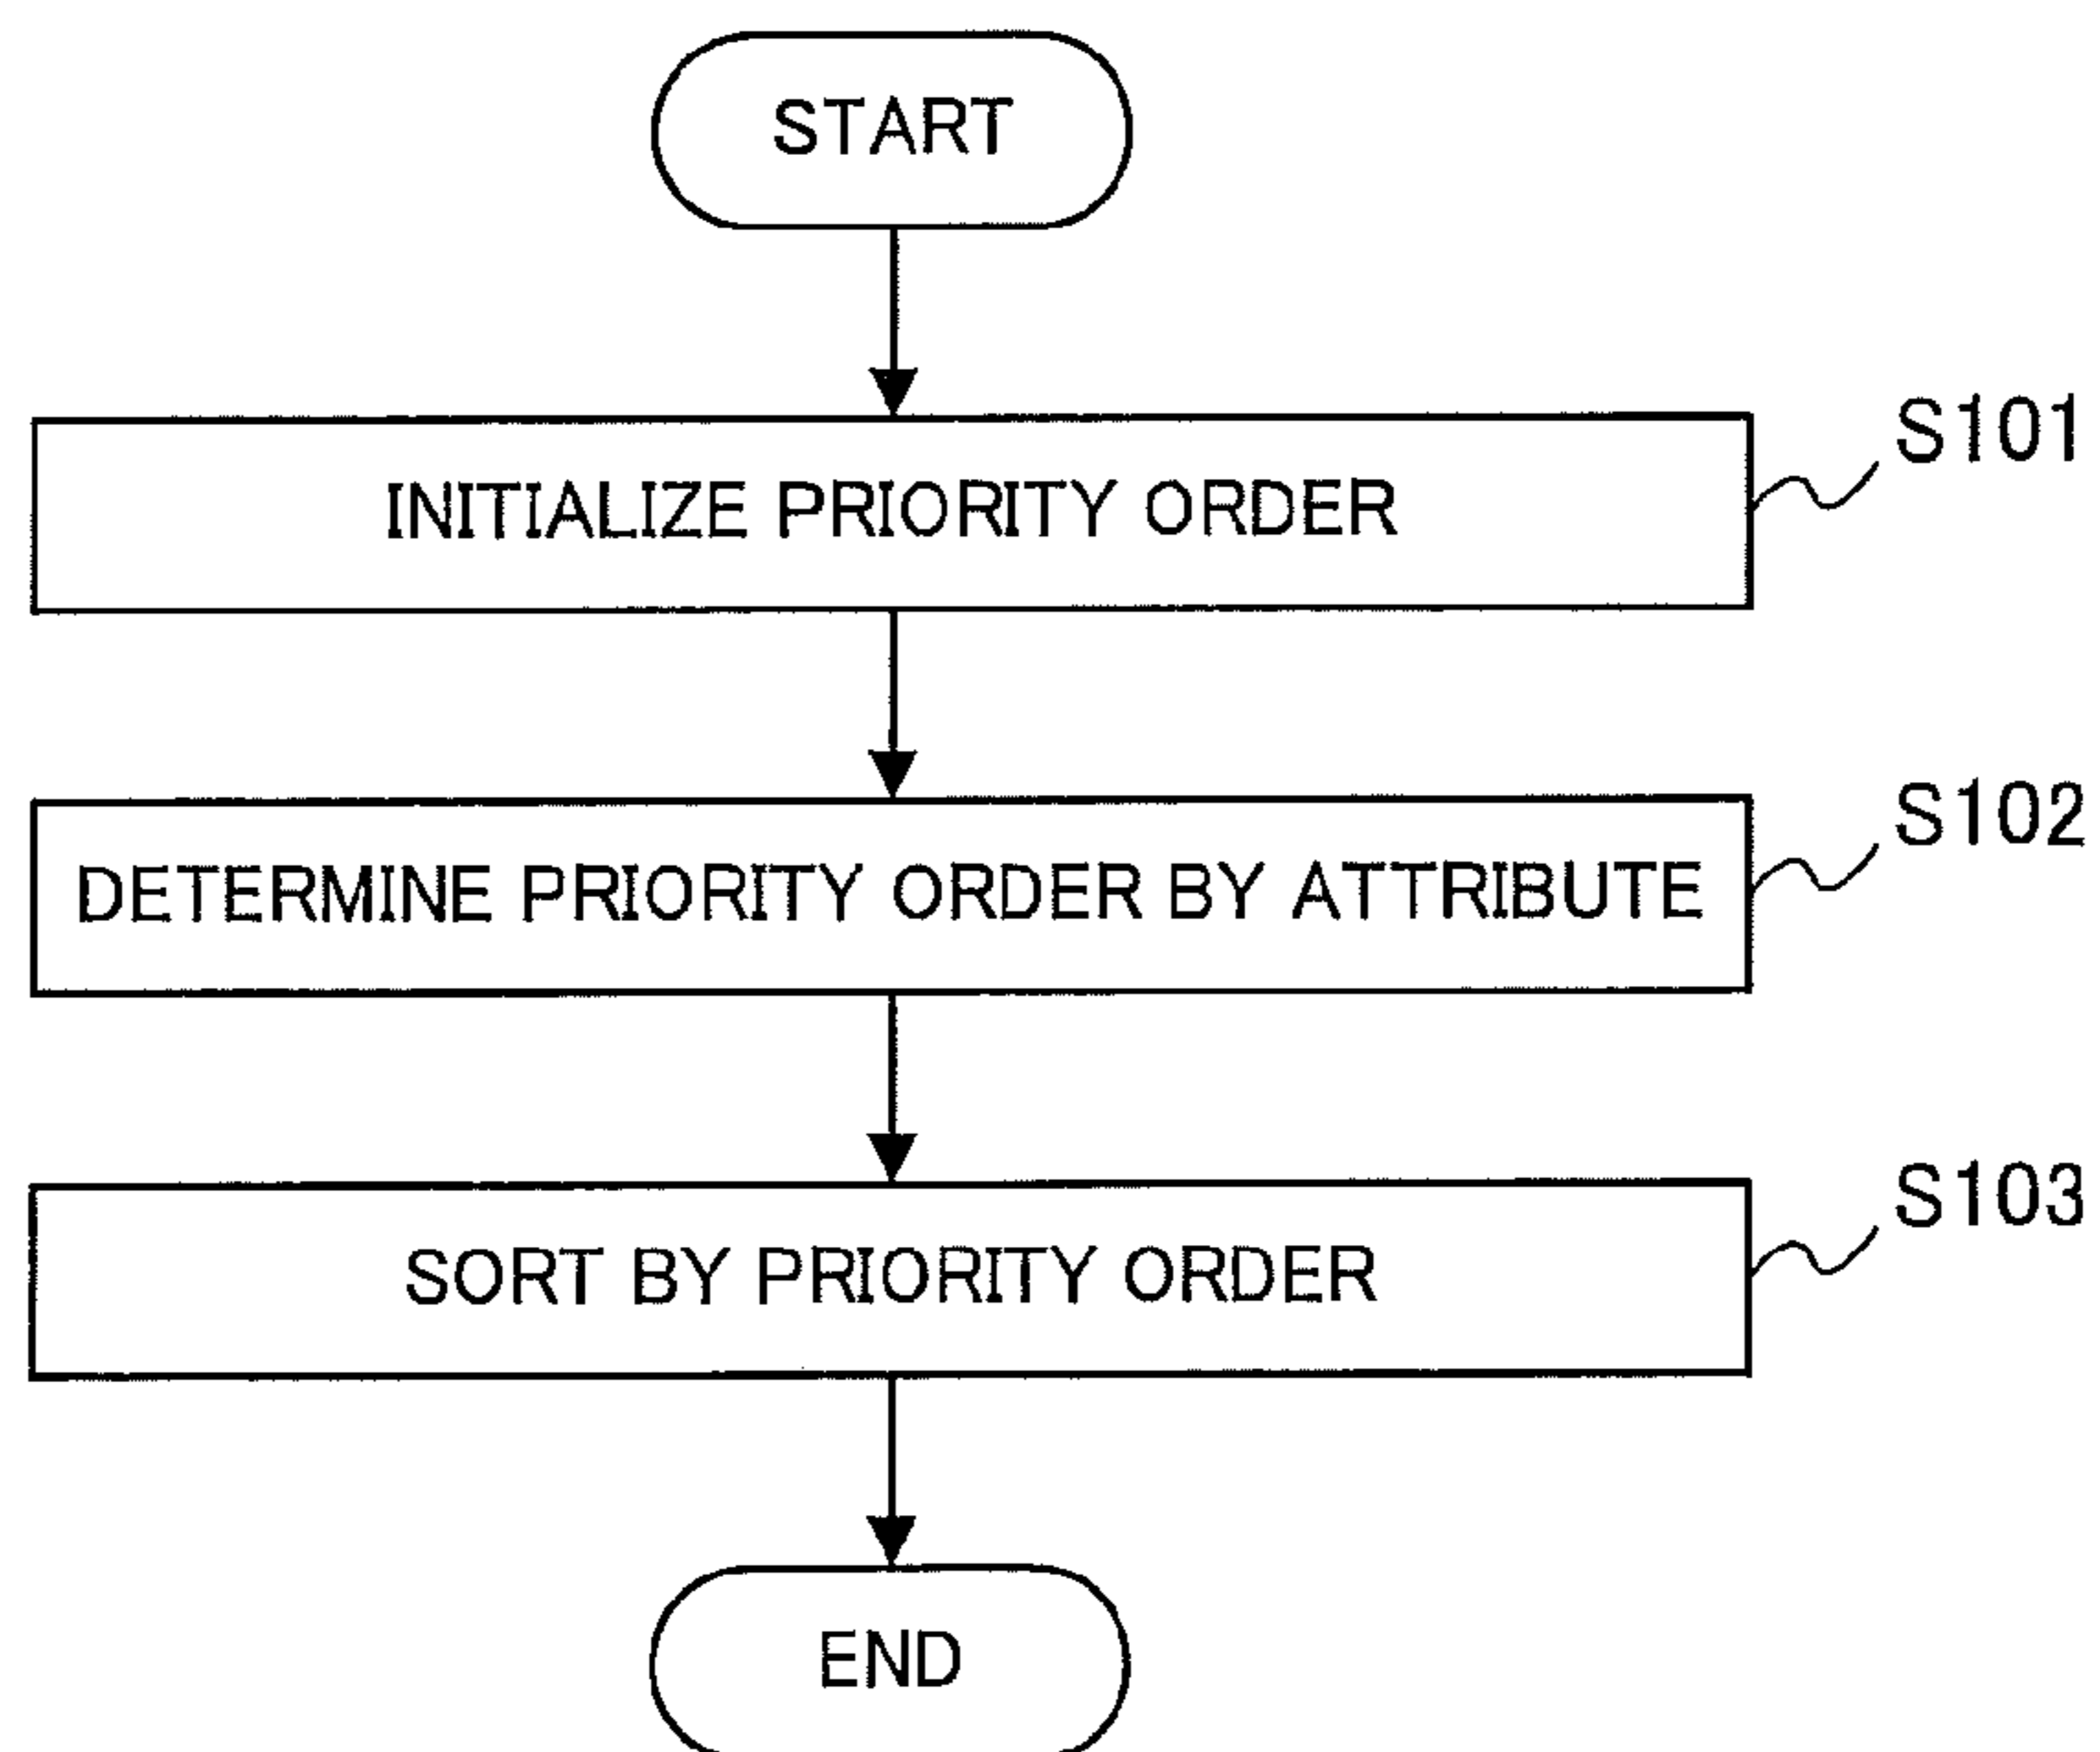 START
S101
INITIALIZE PRIORITY ORDER
S102
DETERMINE PRIORITY ORDER BY ATTRIBUTE
S103
SORT BY PRIORITY ORDER
END